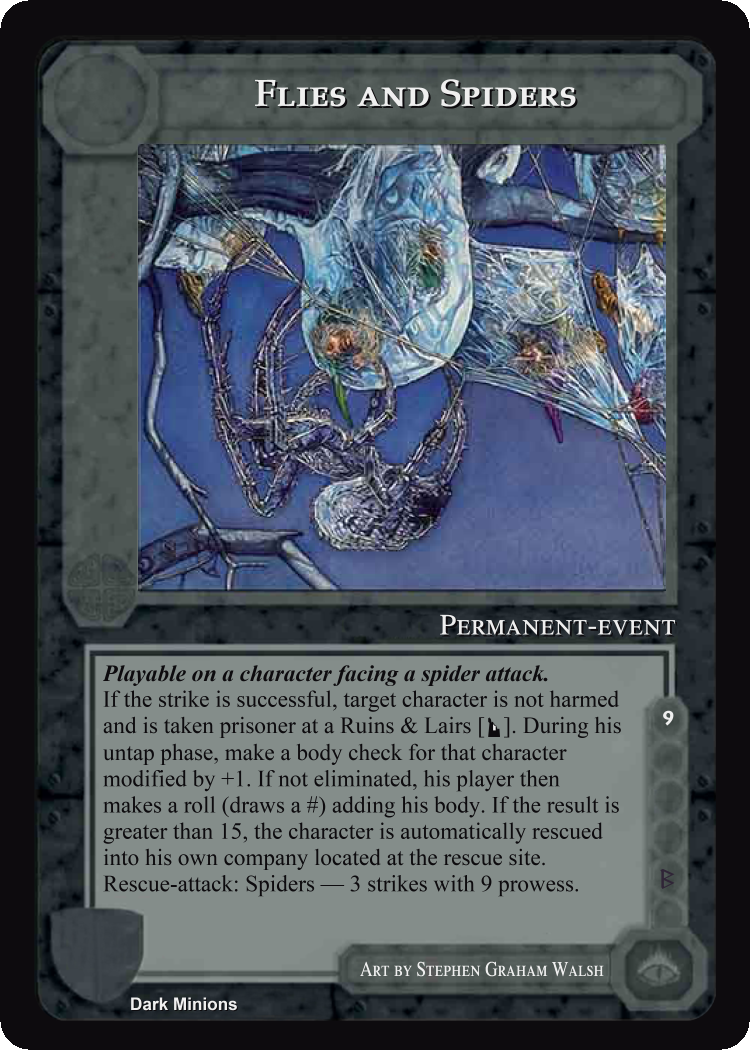 Flies and Spiders
Permanent-event
Playable on a character facing a spider attack.
If the strike is successful, target character is not harmed
and is taken prisoner at a Ruins & Lairs [ ]. During his
untap phase, make a body check for that character
modified by +1. If not eliminated, his player then
makes a roll (draws a #) adding his body. If the result is
greater than 15, the character is automatically rescued
into his own company located at the rescue site.
Rescue-attack: Spiders — 3 strikes with 9 prowess.
9
Art by Stephen Graham Walsh
Dark Minions